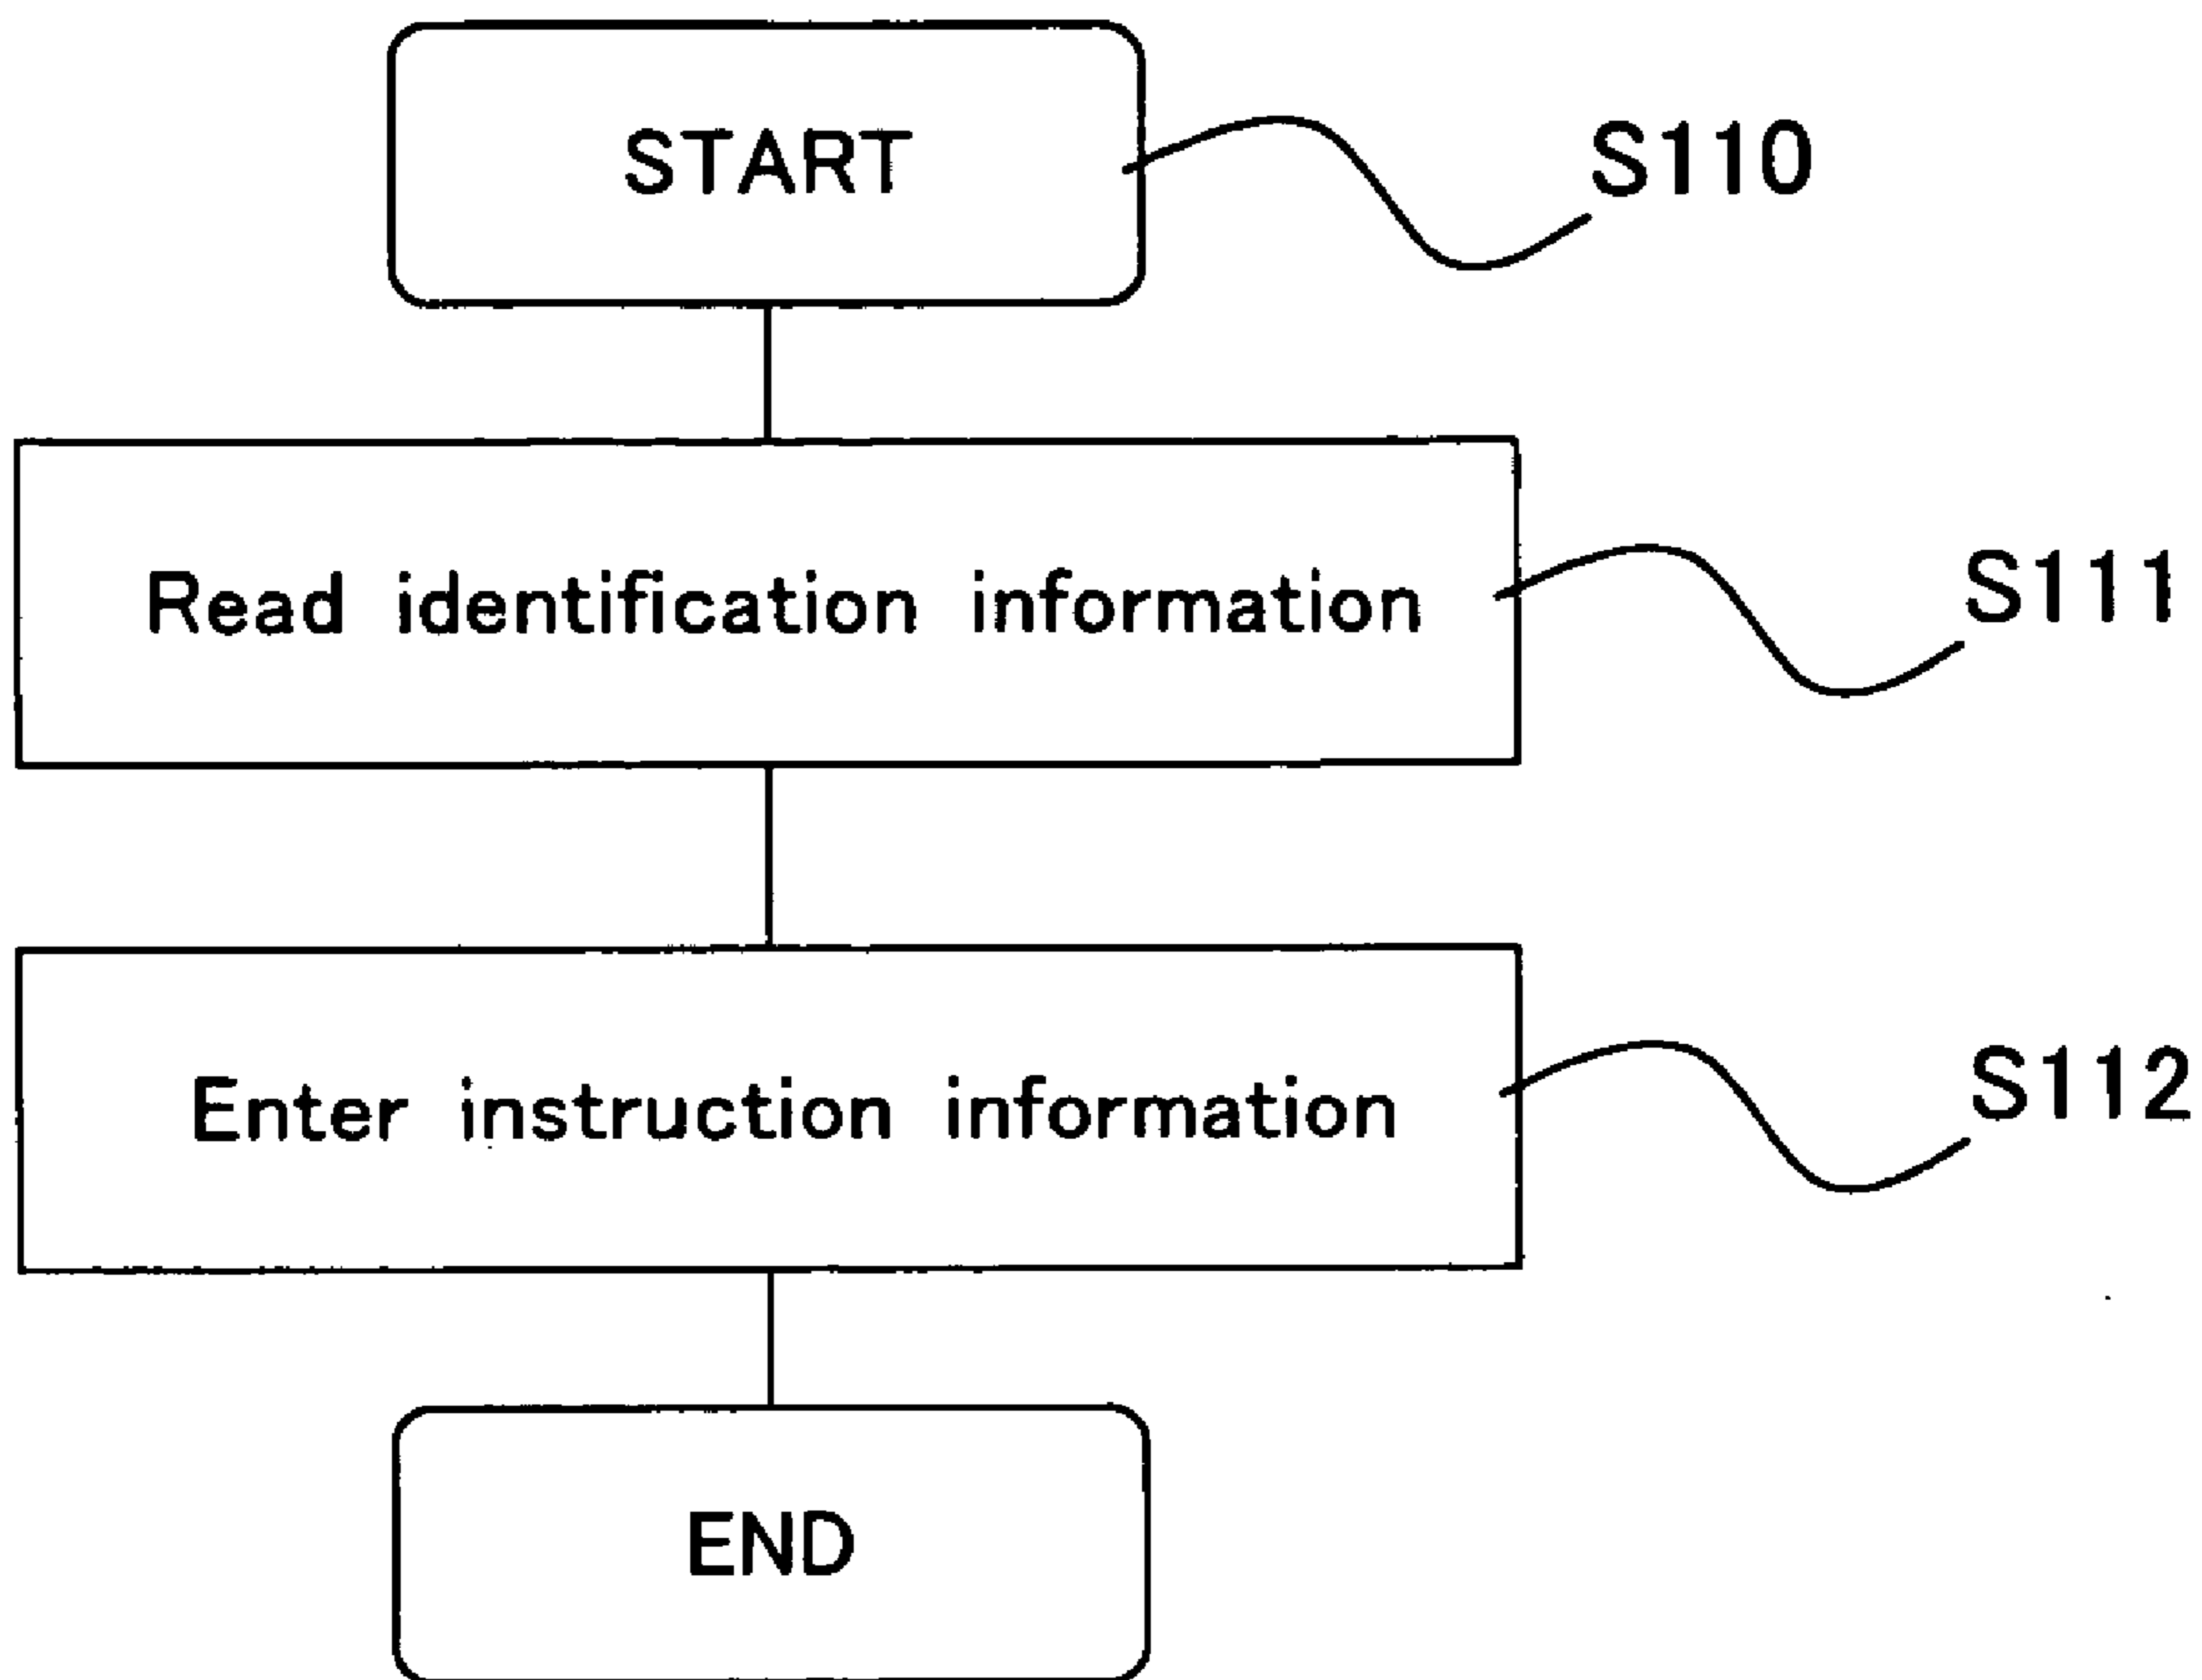 START
S110
Read identification information
S111
Enter instruction information
S112
END